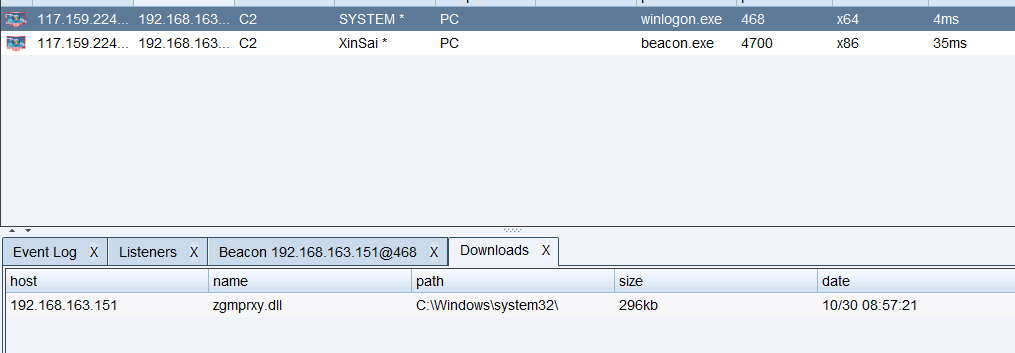 117.159.224... 192.168.163... C2 SYSTEM * PC winlogon.exe 468 x64 4ms
117.159.224... 192.168.163... C2 XinSai * PC beacon.exe 4700 x86 35ms
Event Log X Listeners X Beacon 192.168.163.151@468 X Downloads X
host name path size date
192.168.163.151 zgmprxy.dll C:\Windows\system32\ 296kb 10/30 08:57:21